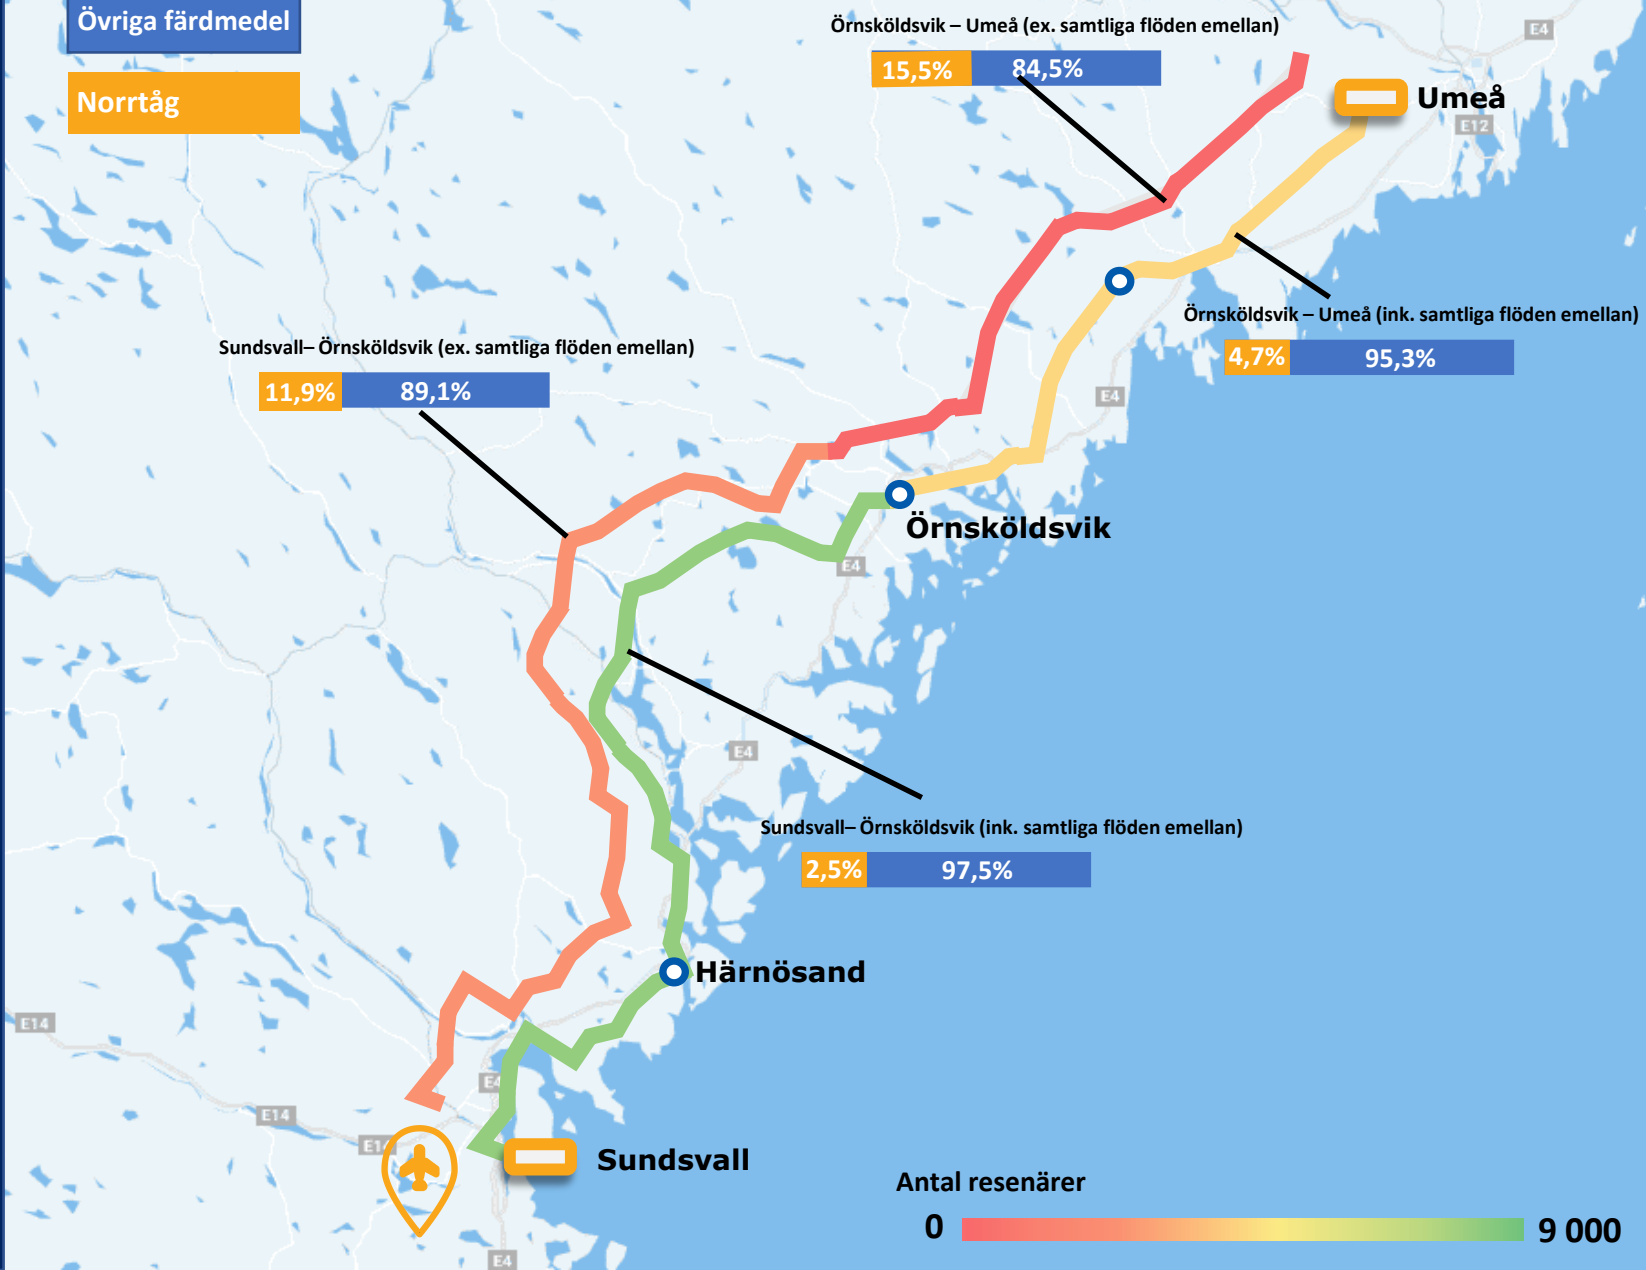 Övriga färdmedel
Norrtåg
Örnsköldsvik – Umeå (ex. samtliga flöden emellan)
15,5% 84,5%
E4
Umeå
E12
Örnsköldsvik – Umeå (ink. samtliga flöden emellan)
4,7% 95,3%
Sundsvall– Örnsköldsvik (ex. samtliga flöden emellan)
11,9% 89,1%
E4
Örnsköldsvik
E4
E4
Sundsvall– Örnsköldsvik (ink. samtliga flöden emellan)
2,5% 97,5%
Härnösand
E14
E4
E14
E14
Sundsvall
Antal resenärer
0 9 000
E4